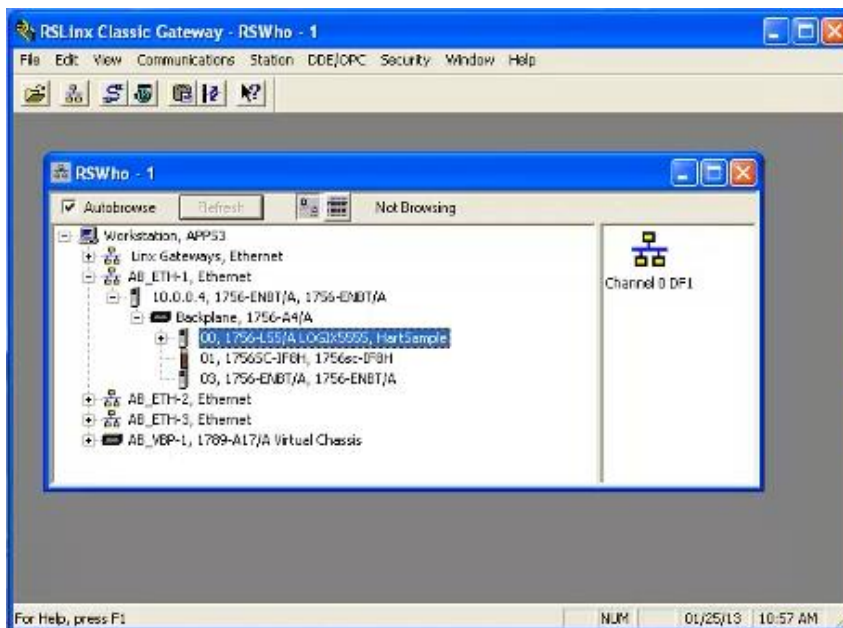 RSLinx Classic Gateway - RSWho - 1
File Edit View Communications Station DDE/OPC Security Window Help
RSWho - 1
Autobrowse Refresh Not Browsing
Workstation, APPS3
Linx Gateways, Ethernet
AB_ETH-1, Ethernet
10.0.0.4, 1756-ENBT/A, 1756-ENBT/A
Backplane, 1756-A4/A
00, 1756-L55/A LOGIX5555, HartSample
01, 1756SC-IF8H, 1756sc-IF8H
03, 1756-ENBT/A, 1756-ENBT/A
AB_ETH-2, Ethernet
AB_ETH-3, Ethernet
AB_VBP-1, 1789-A17/A Virtual Chassis
Channel 0 DF1
For Help, press F1 NUM 01/25/13 10:57 AM